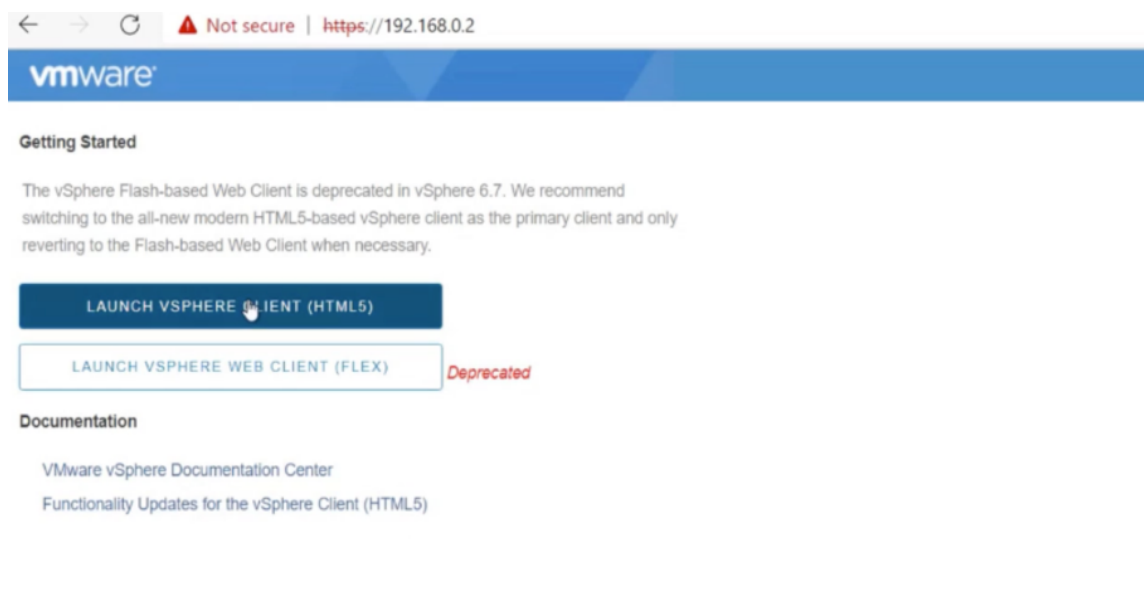 Not secure | https://192.168.0.2
vmware
Getting Started
The vSphere Flash-based Web Client is deprecated in vSphere 6.7. We recommend
switching to the all-new modern HTML5-based vSphere client as the primary client and only
reverting to the Flash-based Web Client when necessary.
LAUNCH VSPHERE CLIENT (HTML5)
LAUNCH VSPHERE WEB CLIENT (FLEX)
Deprecated
Documentation
VMware vSphere Documentation Center
Functionality Updates for the vSphere Client (HTML5)